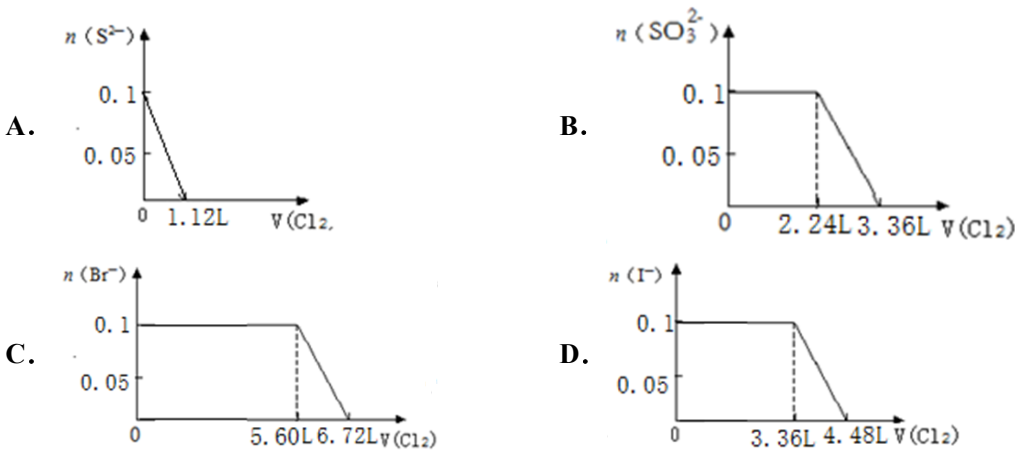 A.
n(S²⁻)
0.1
0.05
0 1.12L V(Cl₂,
B.
n(SO₃²⁻)
0.1
0.05
0 2.24L 3.36L V(Cl₂)
C.
n(Br⁻)
0.1
0.05
0 5.60L 6.72L V(Cl₂)
D.
n(I⁻)
0.1
0.05
0 3.36L 4.48L V(Cl₂)